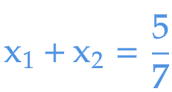 x₁ + x₂ = 5/7